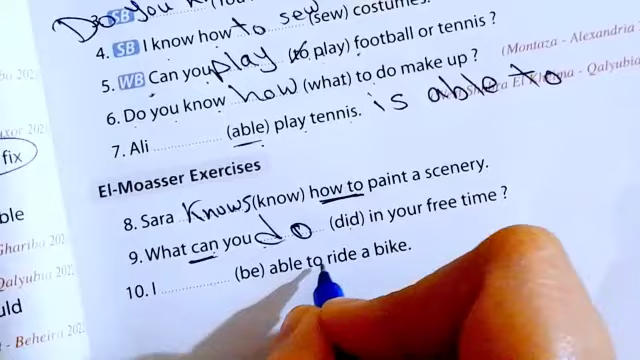 Do you
4. SB I know how to sew (sew) costumes.
5. WB Can you play (to play) football or tennis ?
(Montaza - Alexandria
6. Do you know how (what) to do make up ?
- Qalyubia
7. Ali ............ (able) play tennis. is able to
fix
El-Moasser Exercises
8. Sara knows (know) how to paint a scenery.
9. What can you do (did) in your free time ?
10. I ............ (be) able to ride a bike.
- Beheira 202